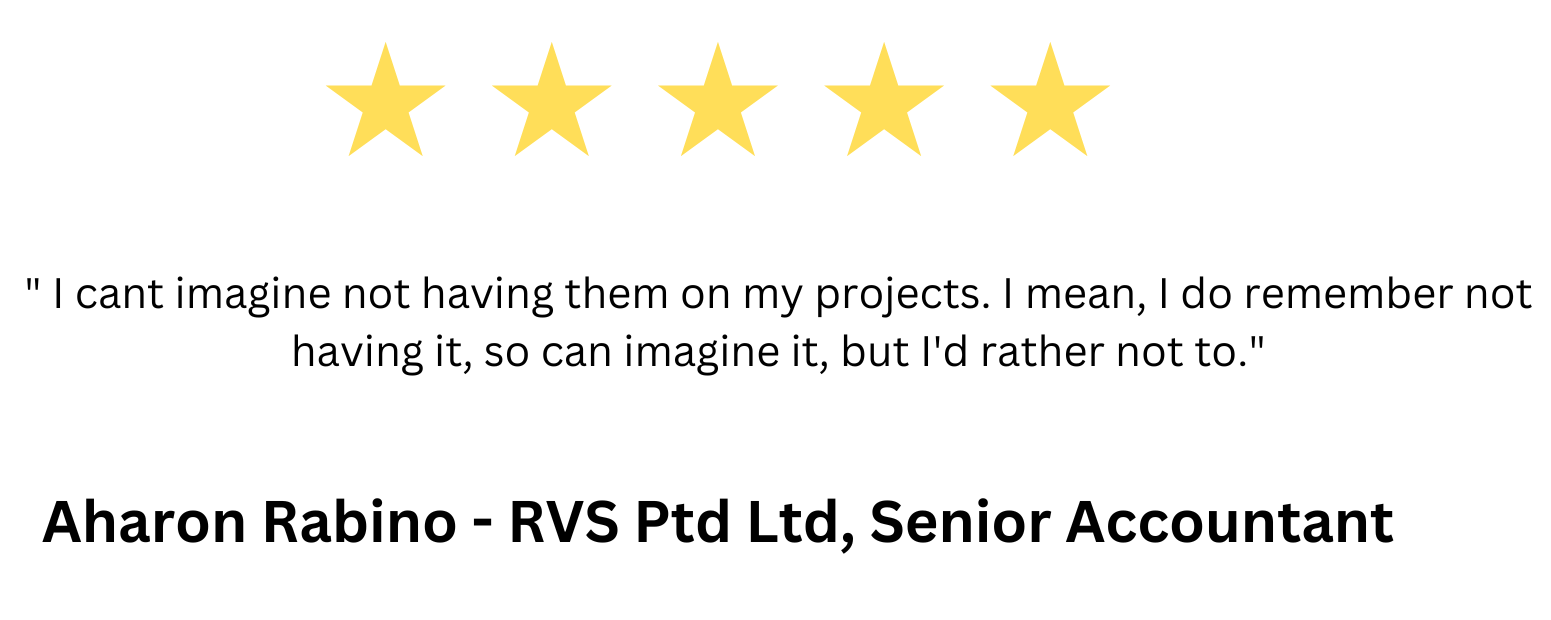 " I cant imagine not having them on my projects. I mean, I do remember not
having it, so can imagine it, but I'd rather not to."
Aharon Rabino - RVS Ptd Ltd, Senior Accountant